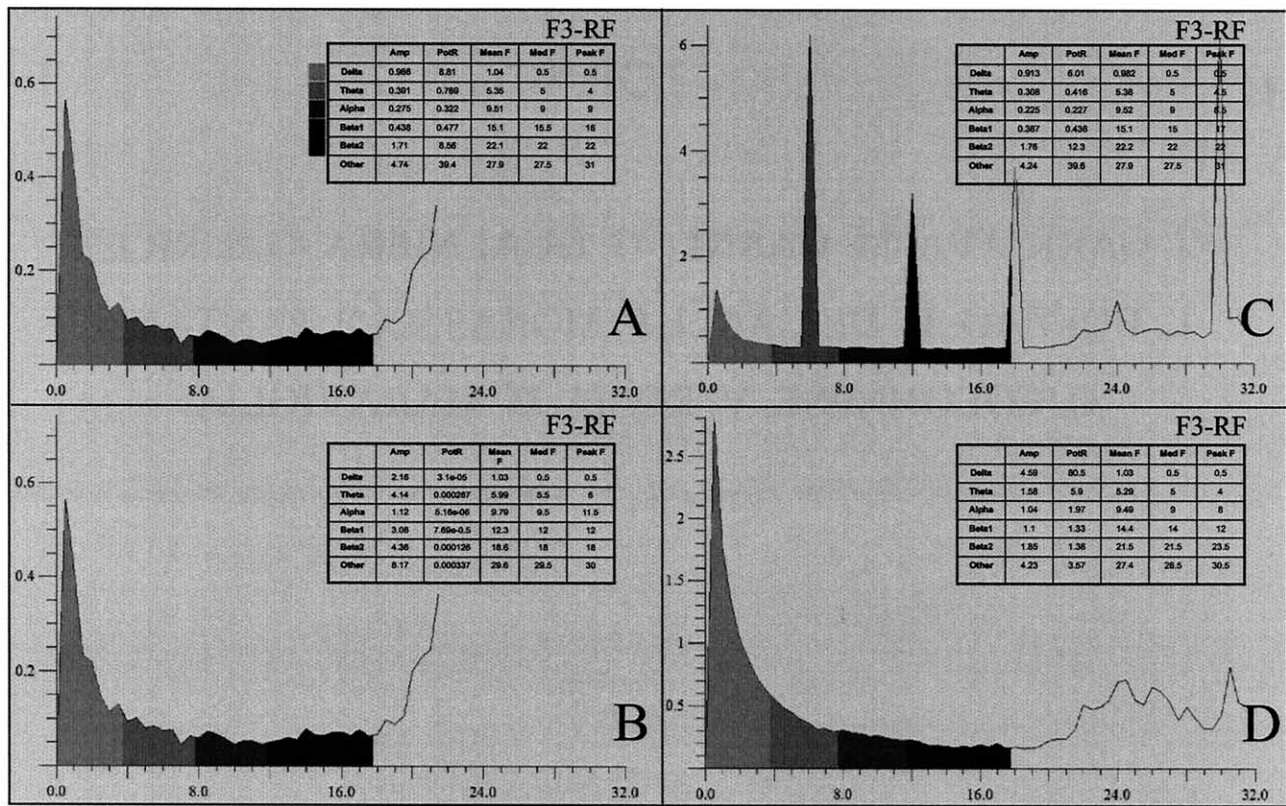 F3-RF
Amp PotR Mean F Med F Peak F
Delta 0.966 8.81 1.04 0.5 0.5
Theta 0.391 0.769 5.35 5 4
Alpha 0.275 0.322 9.51 9 9
Beta1 0.438 0.477 15.1 15.5 16
Beta2 1.71 8.56 22.1 22 22
Other 4.74 39.4 27.9 27.5 31
0.6
0.4
0.2
A
0.0 8.0 16.0 24.0 32.0
F3-RF
Amp PotR Mean F Med F Peak F
Delta 0.913 6.01 0.982 0.5 0.5
Theta 0.308 0.416 5.38 5 4.5
Alpha 0.225 0.227 9.52 9 8.5
Beta1 0.387 0.436 15.1 15 17
Beta2 1.76 12.3 22.2 22 22
Other 4.24 39.6 27.9 27.5 31
6
4
2
C
0.0 8.0 16.0 24.0 32.0
F3-RF
Amp PotR Mean F Med F Peak F
Delta 2.16 3.1e-05 1.03 0.5 0.5
Theta 4.14 0.000267 5.99 5.5 6
Alpha 1.12 5.16e-06 9.79 9.5 11.5
Beta1 3.06 7.69e-0.5 12.3 12 12
Beta2 4.36 0.000126 18.6 18 18
Other 8.17 0.000337 29.6 29.5 30
0.6
0.4
0.2
B
0.0 8.0 16.0 24.0 32.0
F3-RF
Amp PotR Mean F Med F Peak F
Delta 4.59 80.5 1.03 0.5 0.5
Theta 1.58 5.9 5.29 5 4
Alpha 1.04 1.97 9.49 9 8
Beta1 1.1 1.33 14.4 14 12
Beta2 1.85 1.36 21.5 21.5 23.5
Other 4.23 3.57 27.4 26.5 30.5
2.5
2
1.5
1
0.5
D
0.0 8.0 16.0 24.0 32.0